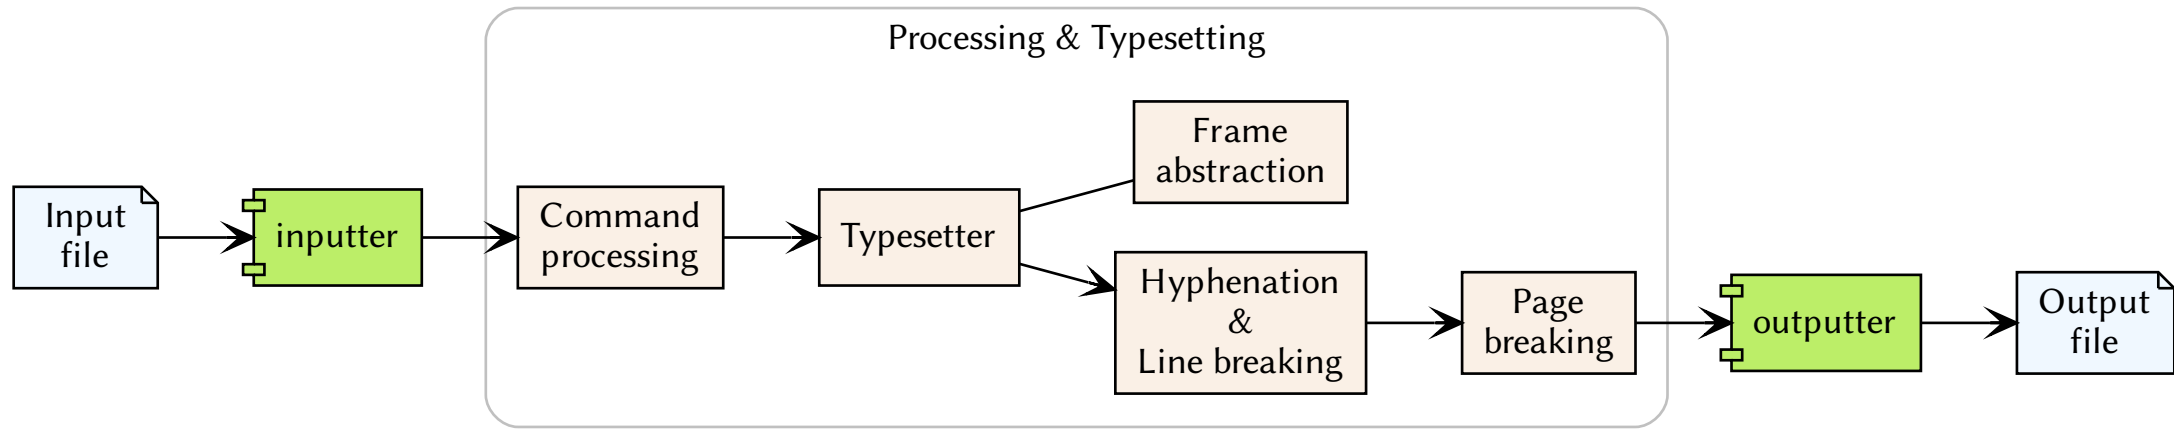 Processing & Typesetting
Input
file
inputter
Command
processing
Typesetter
Frame
abstraction
Hyphenation
&
Line breaking
Page
breaking
outputter
Output
file